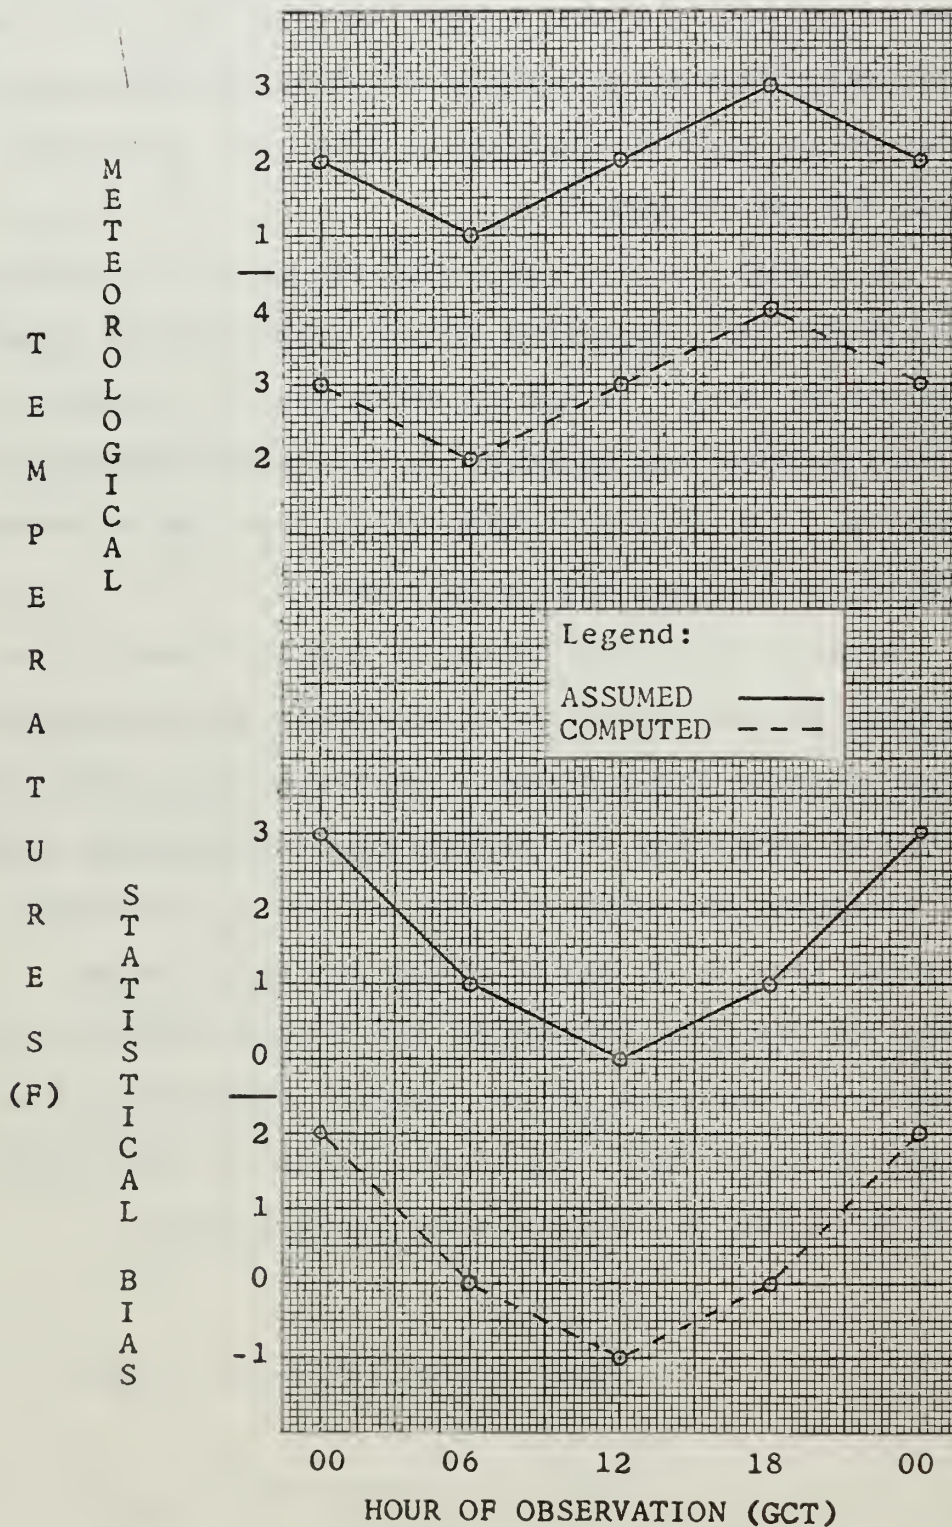 TEMPERATURES
(F)
METEOROLOGICAL
3
2
1
4
3
2
Legend:
ASSUMED
COMPUTED
STATISTICAL BIAS
3
2
1
0
2
1
0
-1
00 06 12 18 00
HOUR OF OBSERVATION (GCT)